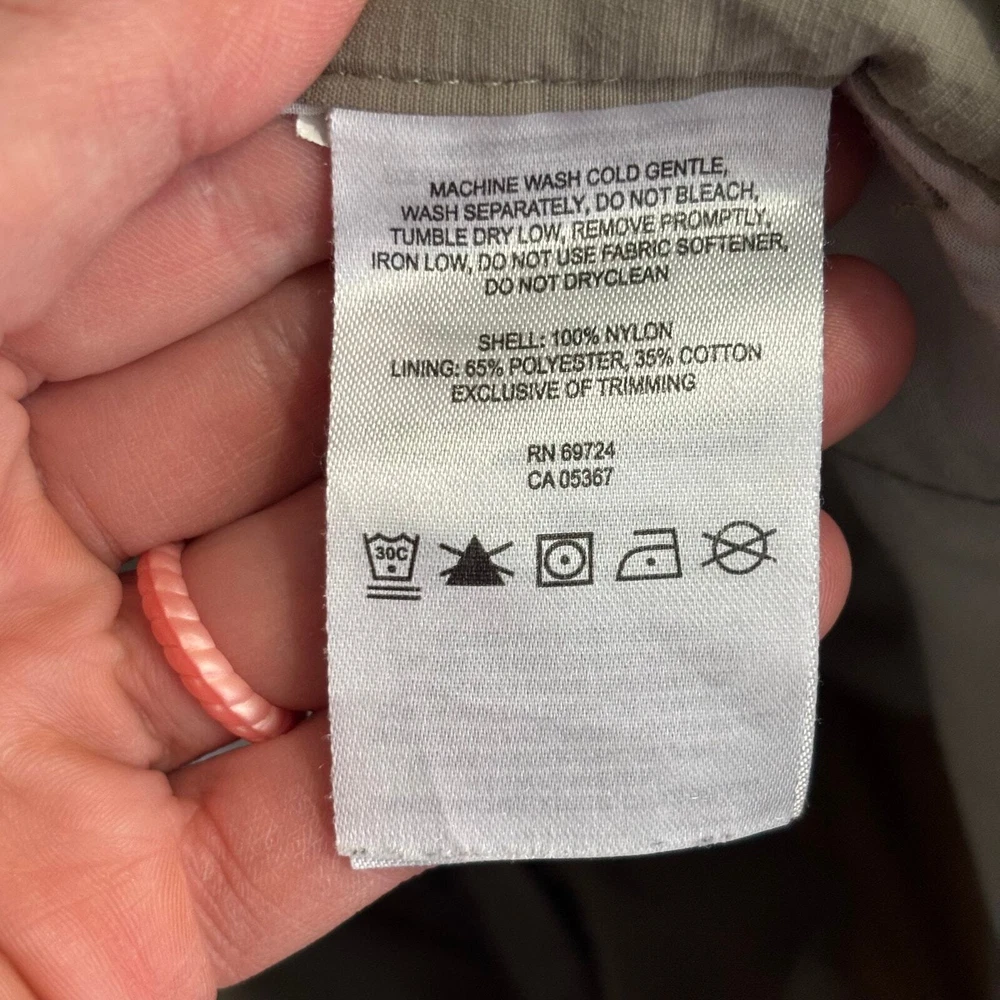 MACHINE WASH COLD GENTLE,
WASH SEPARATELY, DO NOT BLEACH,
TUMBLE DRY LOW, REMOVE PROMPTLY,
IRON LOW, DO NOT USE FABRIC SOFTENER,
DO NOT DRYCLEAN
SHELL: 100% NYLON
LINING: 65% POLYESTER, 35% COTTON
EXCLUSIVE OF TRIMMING
RN 69724
CA 05367
30C